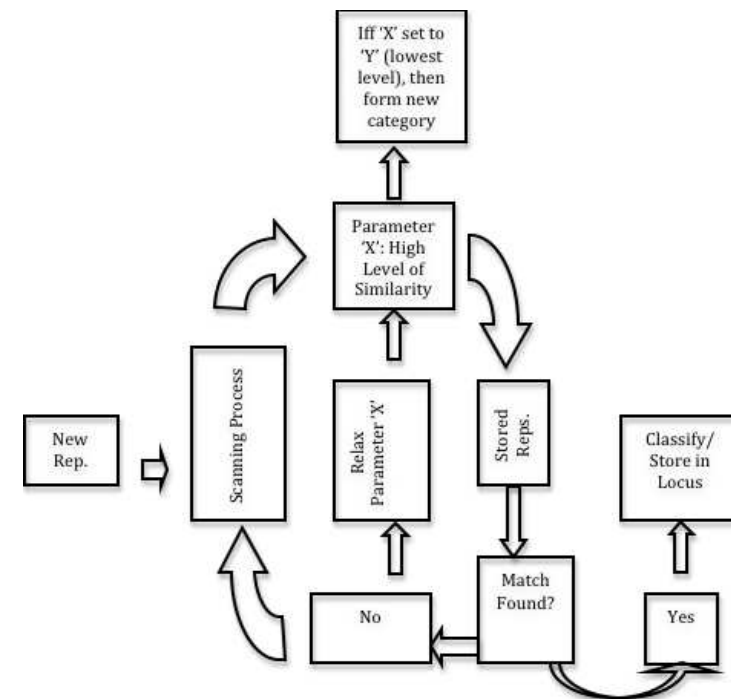 Iff 'X' set to
'Y' (lowest
level), then
form new
category
Parameter
'X': High
Level of
Similarity
New
Rep.
Scanning Process
Relax
Parameter 'X'
Stored
Reps.
Classify/
Store in
Locus
Match
Found?
No
Yes